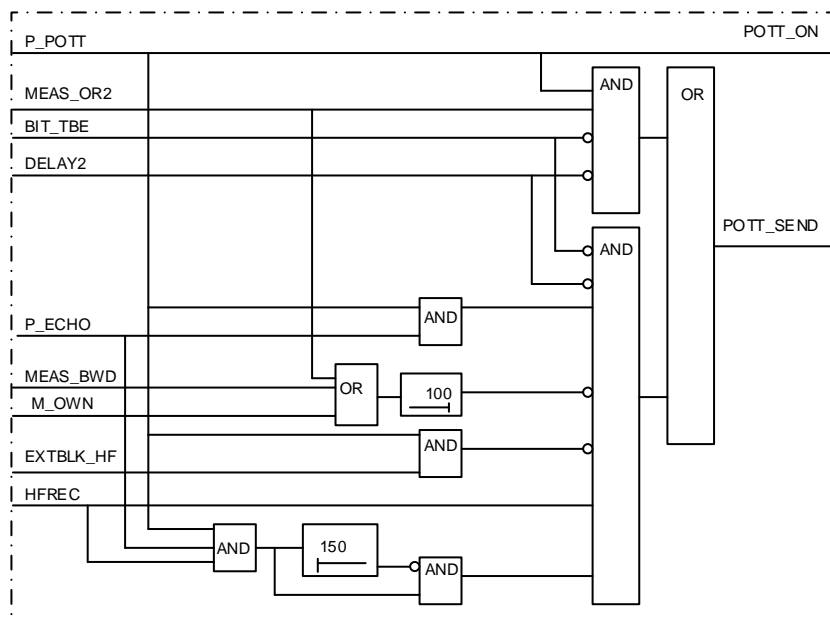 P_POTT
POTT_ON
MEAS_OR2
AND
OR
BIT_TBE
DELAY2
POTT_SEND
AND
P_ECHO
AND
MEAS_BWD
OR
100
M_OWN
EXTBLK_HF
AND
HFREC
AND
150
AND